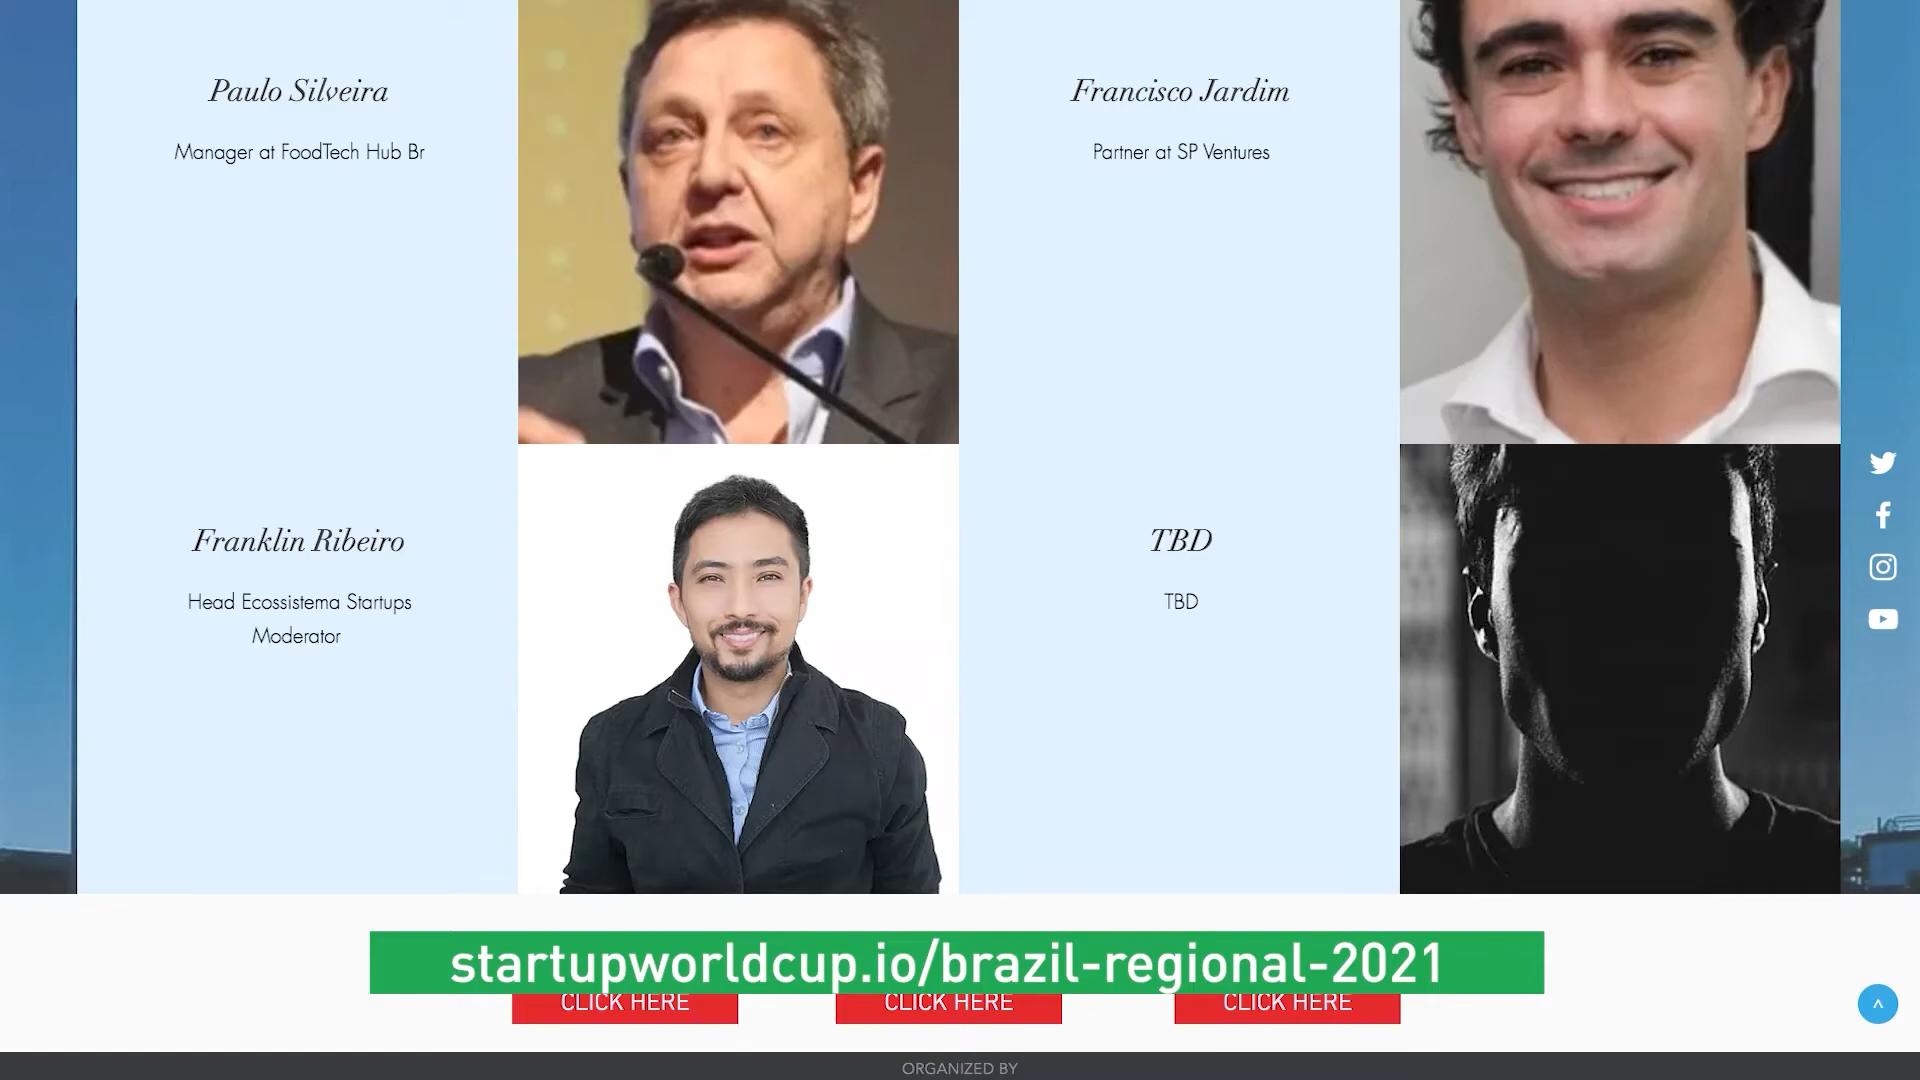 Paulo Silveira
Manager at FoodTech Hub Br
Francisco Jardim
Partner at SP Ventures
Franklin Ribeiro
Head Ecossistema Startups
Moderator
TBD
TBD
startupworldcup.io/brazil-regional-2021
CLICK HERE
CLICK HERE
CLICK HERE
ORGANIZED BY